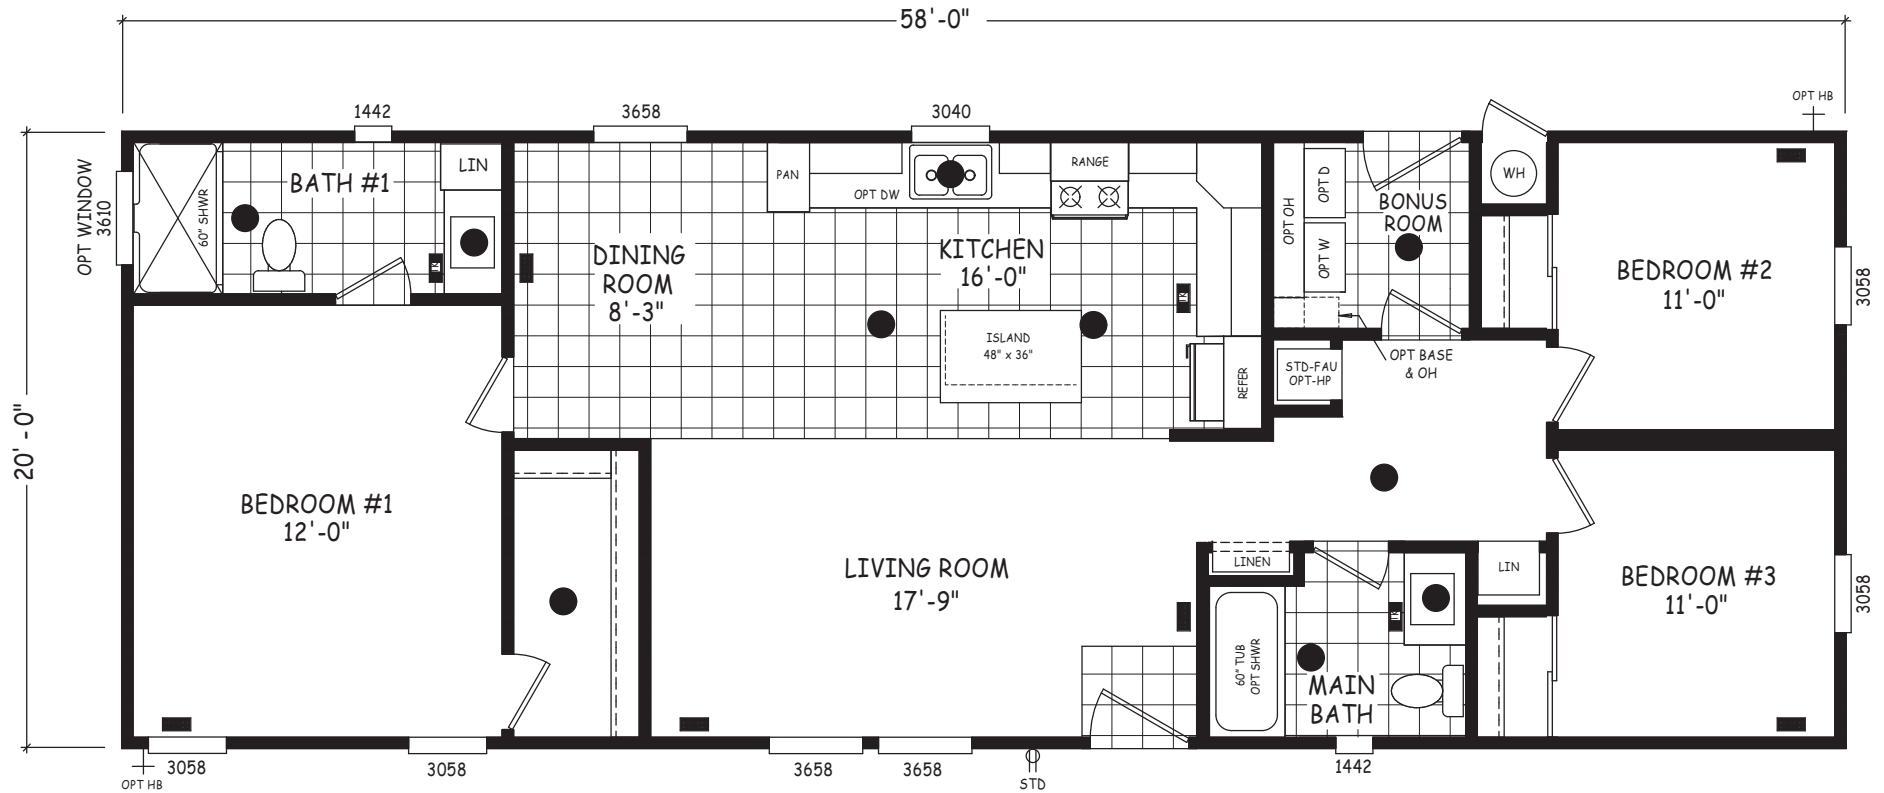 58'-0"
1442
3658
3040
OPT HB
OPT WINDOW
3610
60" SHWR
BATH #1
LIN
PAN
OPT DW
RANGE
OPT OH
OPT D
OPT W
BONUS
ROOM
WH
DINING
ROOM
8'-3"
KITCHEN
16'-0"
BEDROOM #2
11'-0"
3058
ISLAND
48" x 36"
REFER
STD-FAU
OPT-HP
OPT BASE
& OH
20'-0"
BEDROOM #1
12'-0"
LIVING ROOM
17'-9"
LINEN
LIN
BEDROOM #3
11'-0"
3058
60" TUB
OPT SHWR
MAIN
BATH
3058
OPT HB
3058
3658
3658
STD
1442